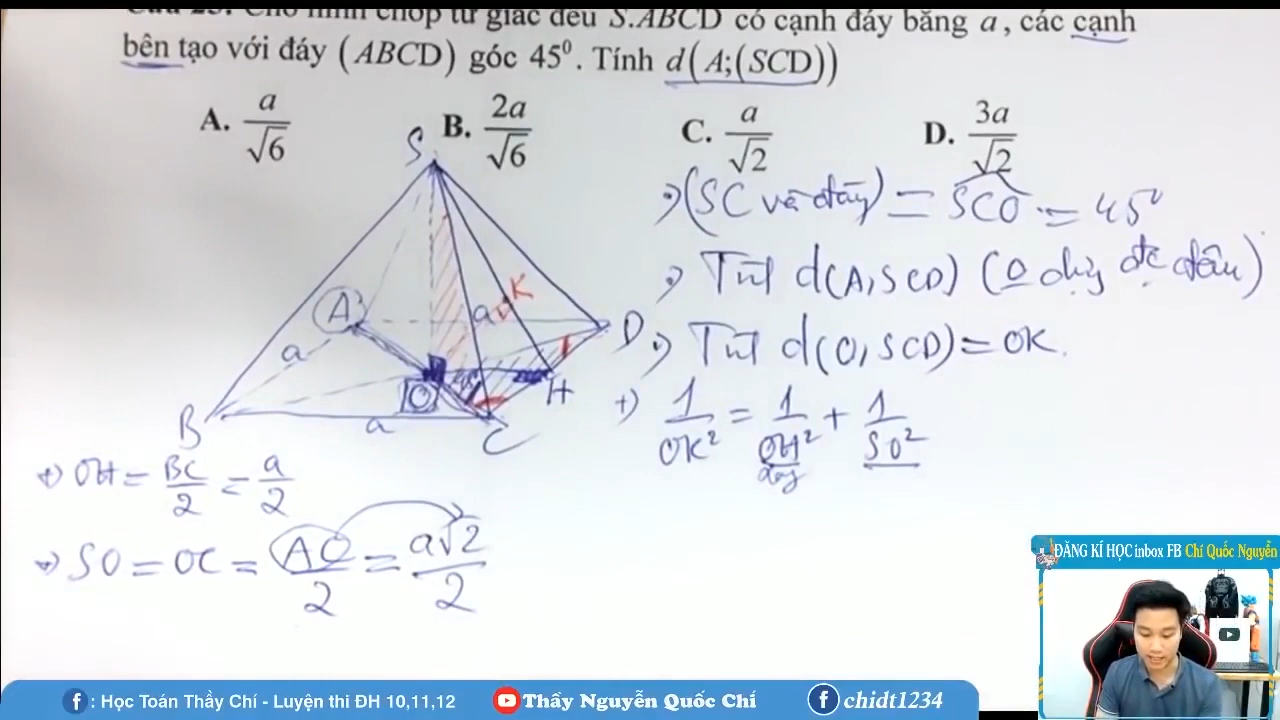 Câu 23. Cho hình chóp tứ giác đều S.ABCD có cạnh đáy bằng a, các cạnh
bên tạo với đáy (ABCD) góc 45⁰. Tính d(A;(SCD))
A. a/√6 B. 2a/√6 C. a/√2 D. 3a/√2
S
A
B
C
D
O
H
K
a
a
a
45
(SC và đáy) = SCO = 45⁰
Tính d(A,SCD) (O chứ đc đâu)
Tính d(O,SCD) = OK.
+) 1/OK² = 1/OH² + 1/SO²
đáy
+) OH = BC/2 = a/2
SO = OC = AC/2 = a√2/2
ĐĂNG KÍ HỌC inbox FB Chí Quốc Nguyễn
f : Học Toán Thầy Chí - Luyện thi ĐH 10,11,12
Thầy Nguyễn Quốc Chí
f chidt1234